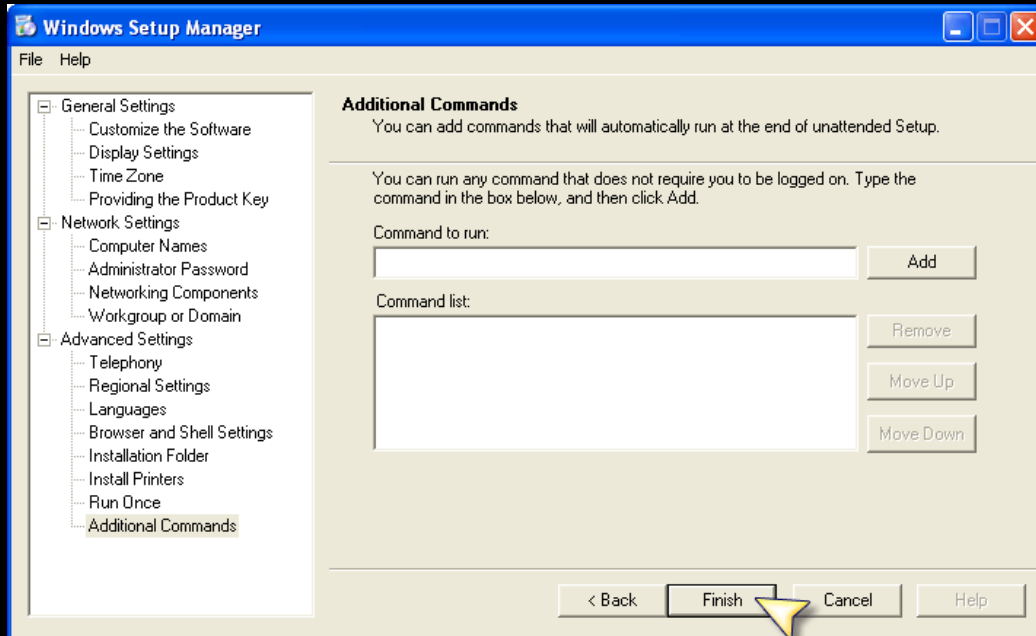 Windows Setup Manager
File Help
General Settings
Customize the Software
Display Settings
Time Zone
Providing the Product Key
Network Settings
Computer Names
Administrator Password
Networking Components
Workgroup or Domain
Advanced Settings
Telephony
Regional Settings
Languages
Browser and Shell Settings
Installation Folder
Install Printers
Run Once
Additional Commands
Additional Commands
You can add commands that will automatically run at the end of unattended Setup.
You can run any command that does not require you to be logged on. Type the
command in the box below, and then click Add.
Command to run:
Add
Command list:
Remove
Move Up
Move Down
< Back Finish Cancel Help